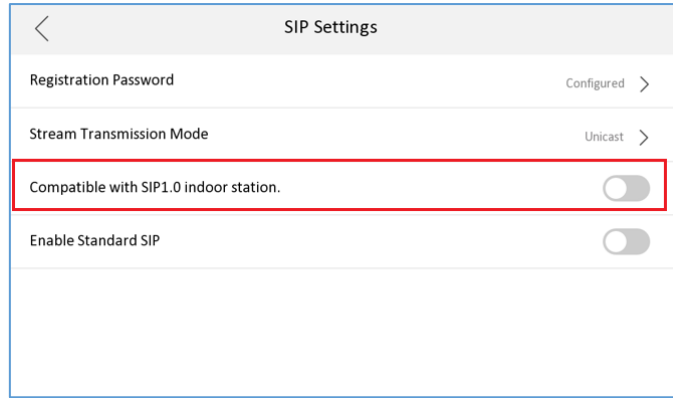 SIP Settings
Registration Password Configured
Stream Transmission Mode Unicast
Compatible with SIP1.0 indoor station.
Enable Standard SIP